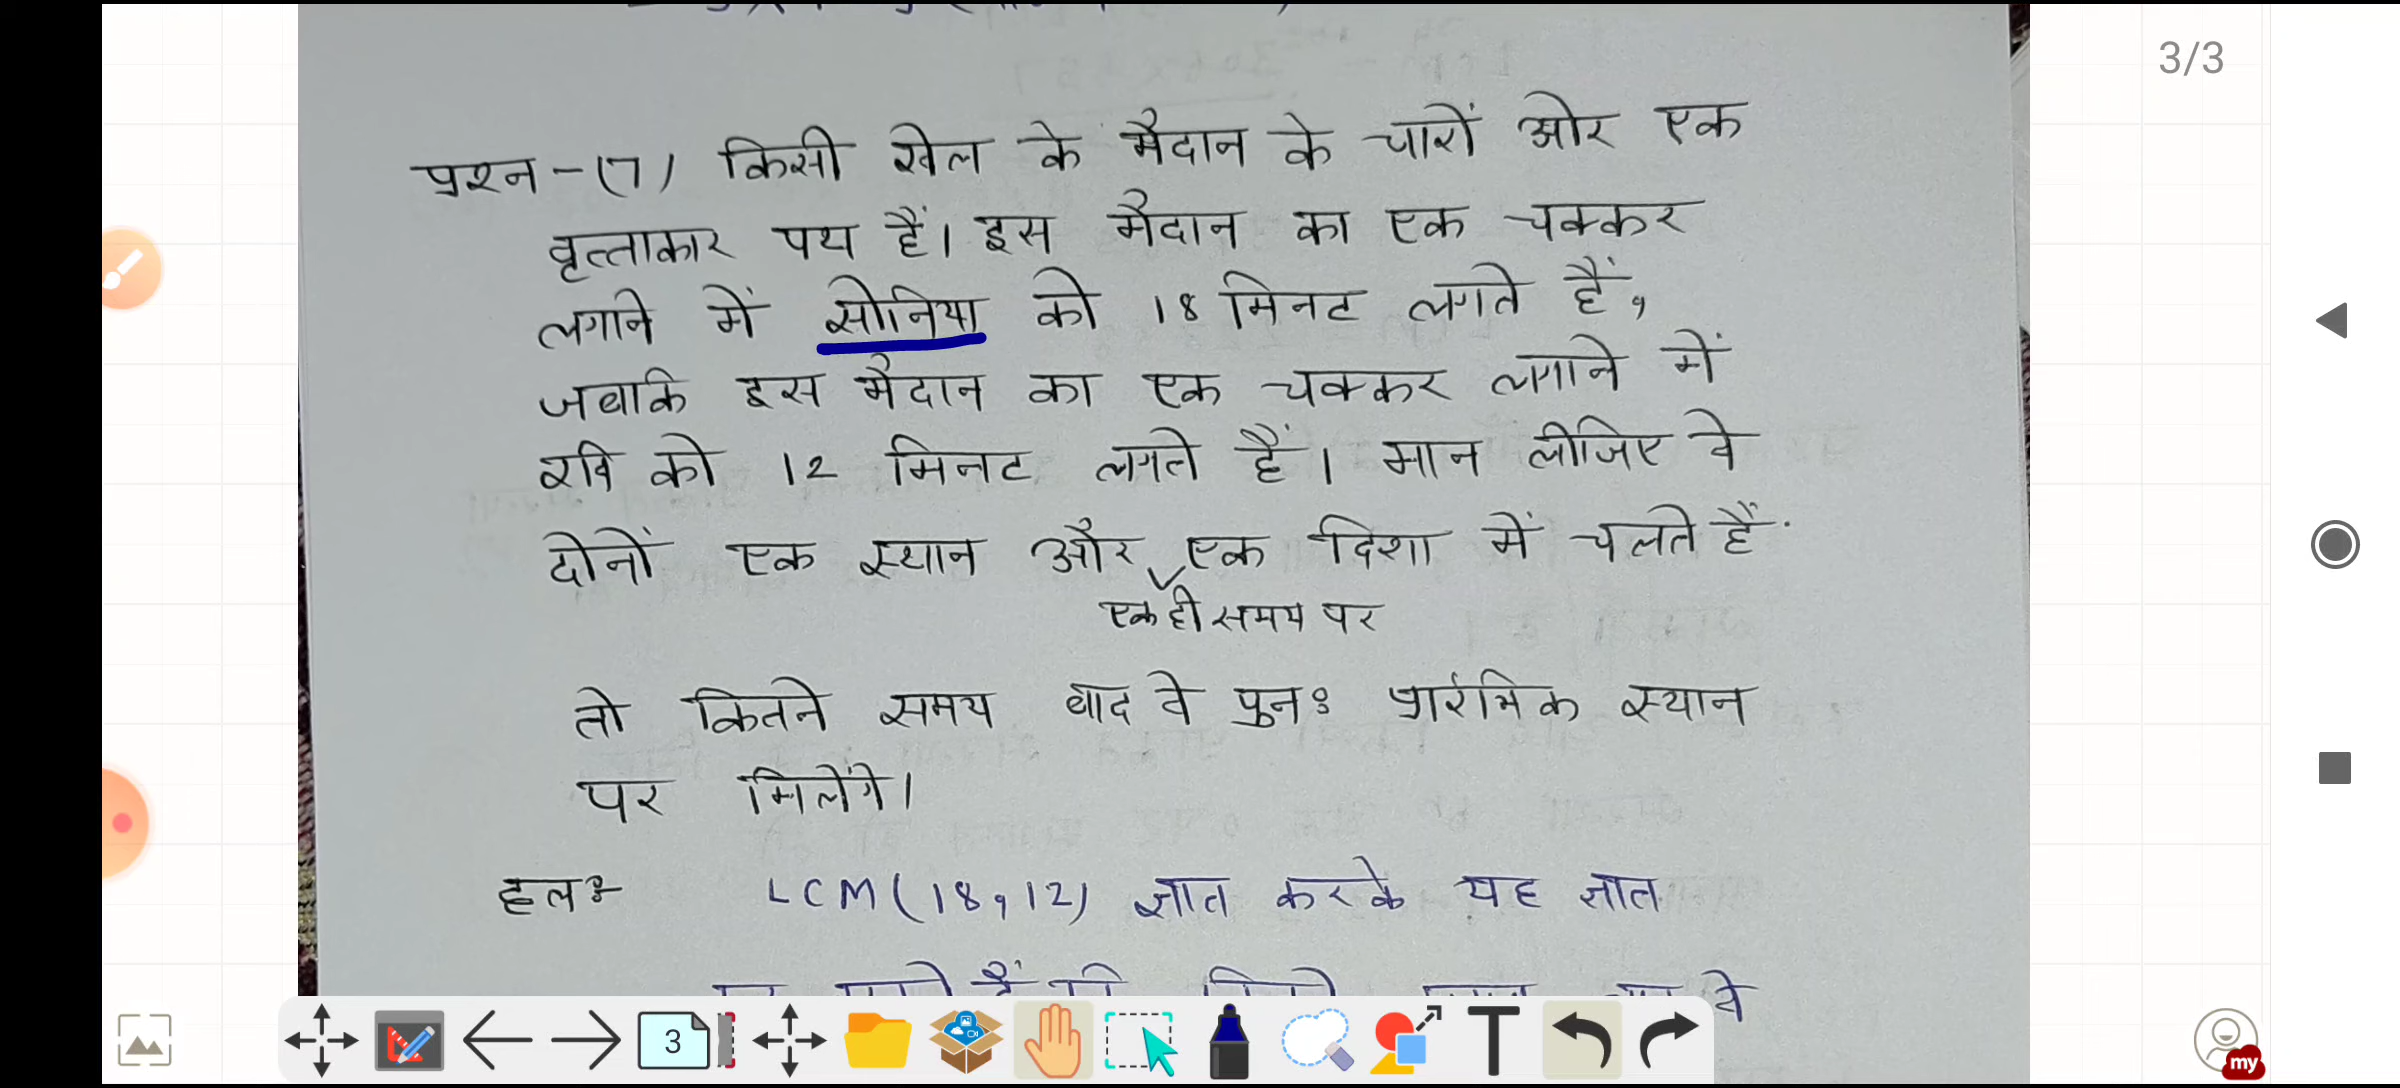 3/3
प्रश्न-(7) किसी खेल के मैदान के चारों ओर एक
वृत्ताकार पथ हैं। इस मैदान का एक चक्कर
लगाने में सोनिया को 18 मिनट लगते हैं,
जबकि इस मैदान का एक चक्कर लगाने में
रवि को 12 मिनट लगते हैं। मान लीजिए वे
दोनों एक स्थान और एक दिशा में चलते हैं
एक ही समय पर
तो कितने समय बाद वे पुनः प्रारंभिक स्थान
पर मिलेंगे।
हलः- LCM(18,12) ज्ञात करके यह ज्ञात
3
T
my